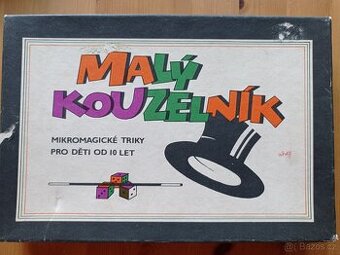 MALÝ
KOUZELNÍK
MIKROMAGICKÉ TRIKY
PRO DĚTI OD 10 LET